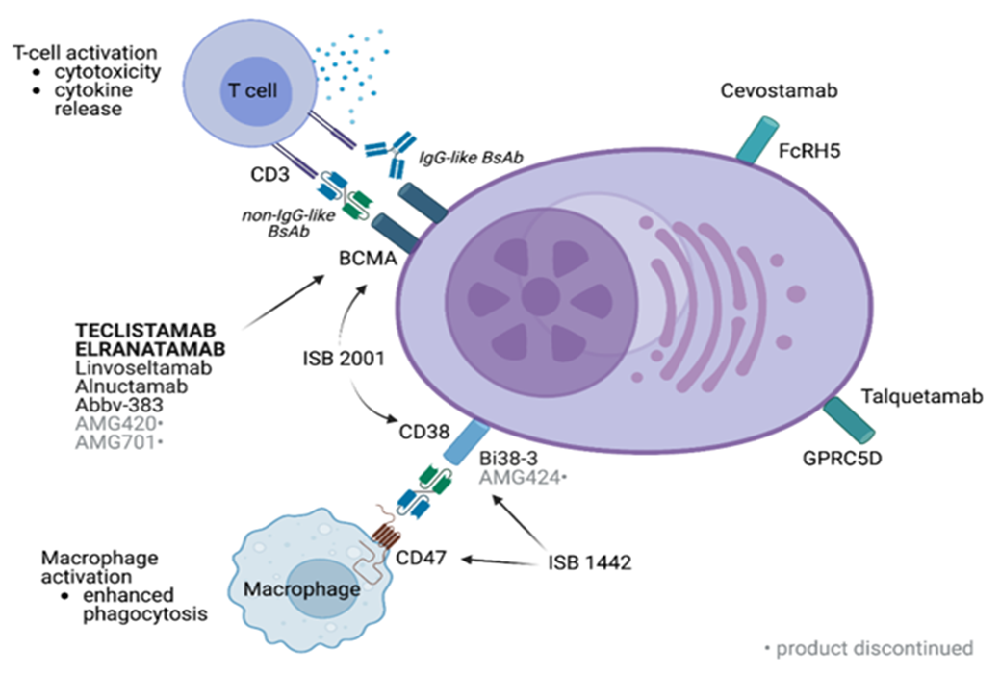 T-cell activation
• cytotoxicity
• cytokine
release
T cell
CD3
IgG-like BsAb
non-IgG-like
BsAb
BCMA
Cevostamab
FcRH5
TECLISTAMAB
ELRANATAMAB
Linvoseltamab
Alnuctamab
Abbv-383
AMG420•
AMG701•
ISB 2001
CD38
Bi38-3
AMG424•
Talquetamab
GPRC5D
Macrophage
activation
• enhanced
phagocytosis
Macrophage
CD47
ISB 1442
• product discontinued